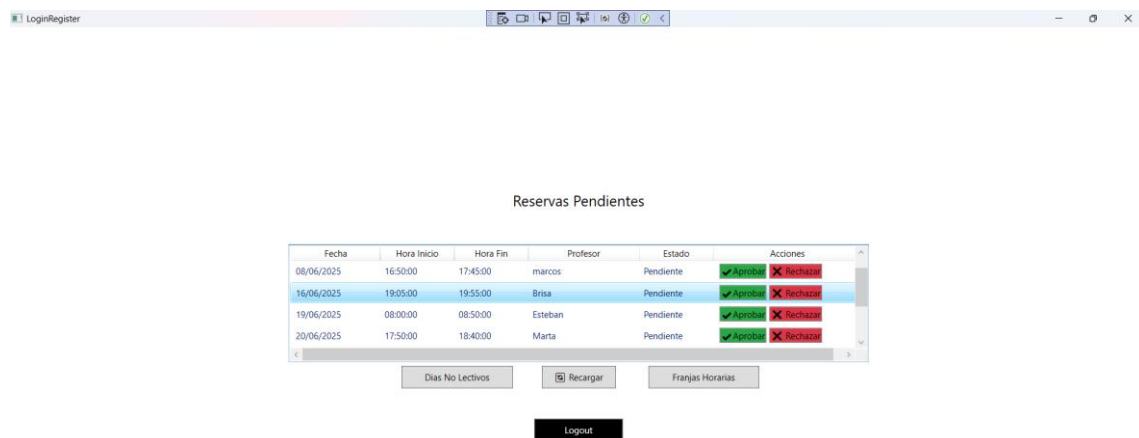 LoginRegister
Reservas Pendientes
Fecha Hora Inicio Hora Fin Profesor Estado Acciones
08/06/2025 16:50:00 17:45:00 marcos Pendiente Aprobar Rechazar
16/06/2025 19:05:00 19:55:00 Brisa Pendiente Aprobar Rechazar
19/06/2025 08:00:00 08:50:00 Esteban Pendiente Aprobar Rechazar
20/06/2025 17:50:00 18:40:00 Marta Pendiente Aprobar Rechazar
Dias No Lectivos Recargar Franjas Horarias
Logout